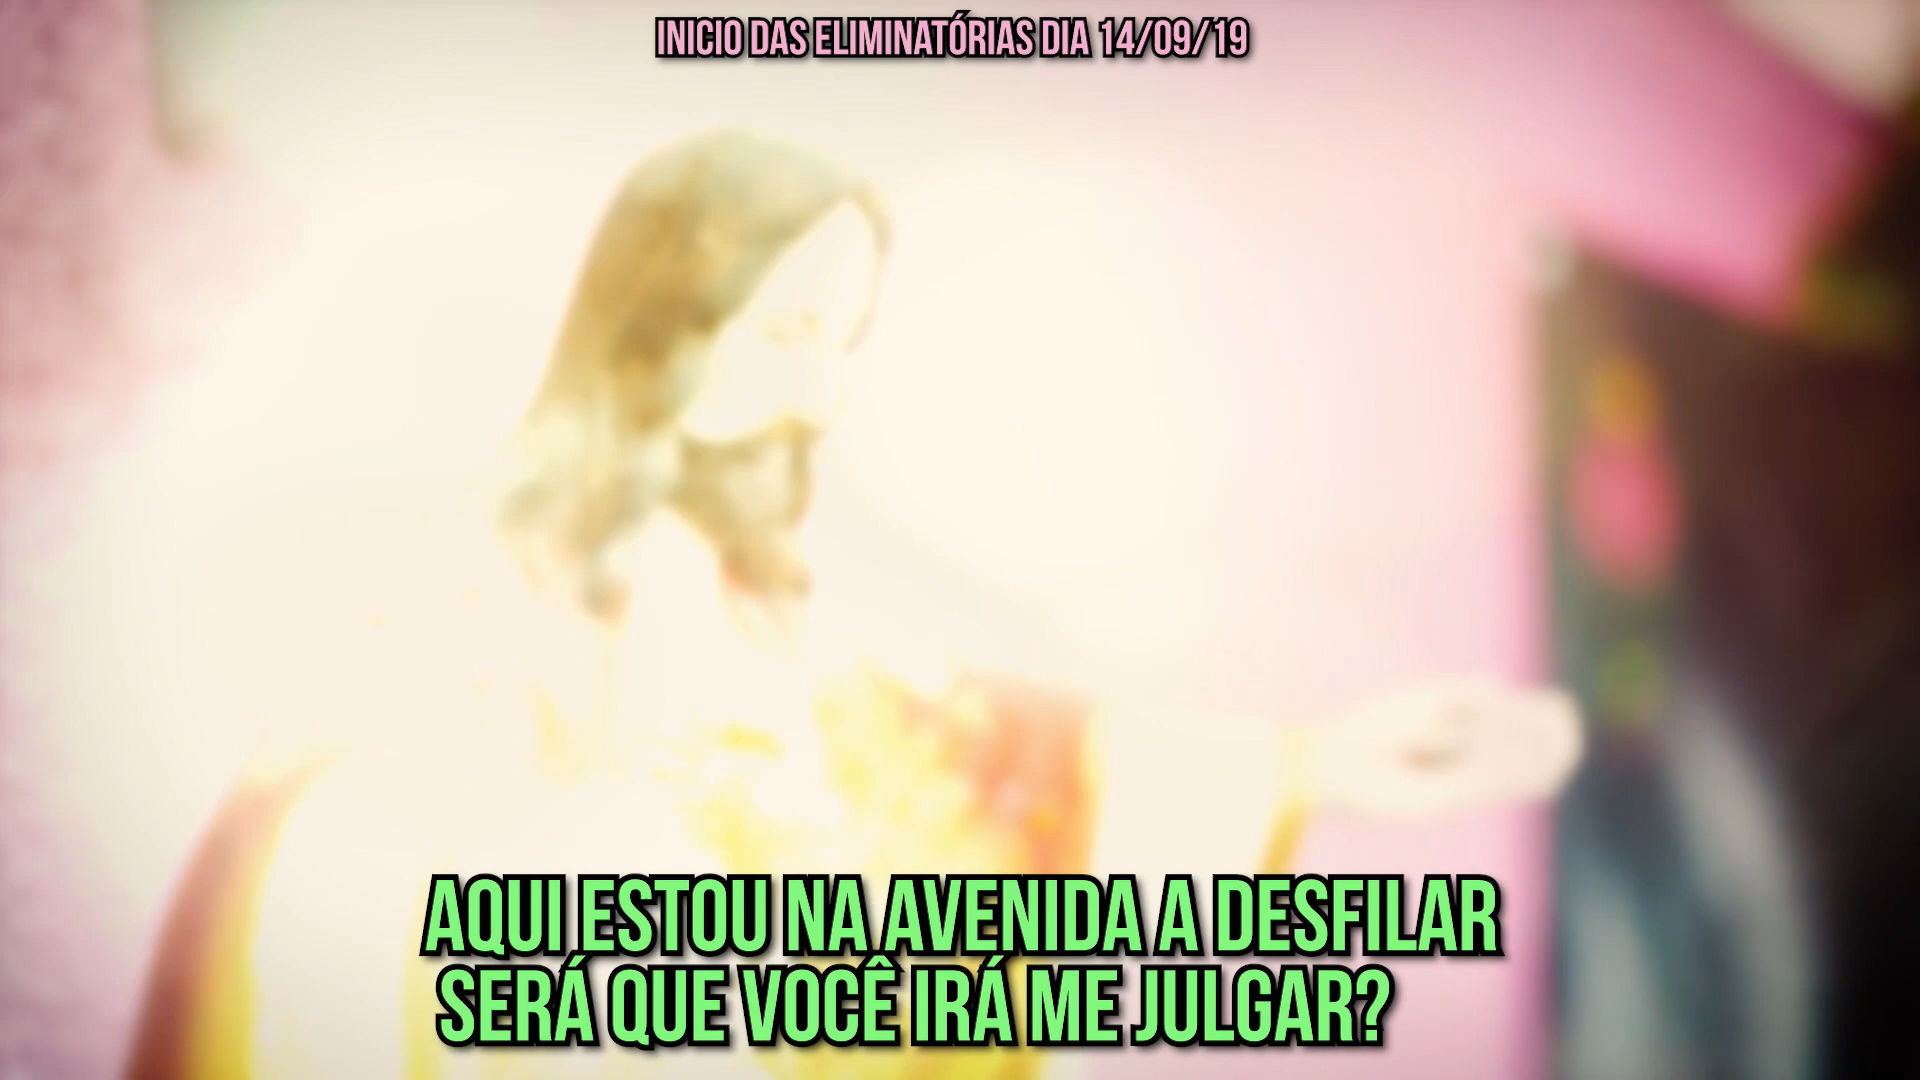 INICIO DAS ELIMINATÓRIAS DIA 14/09/19
AQUI ESTOU NA AVENIDA A DESFILAR
SERÁ QUE VOCÊ IRÁ ME JULGAR?